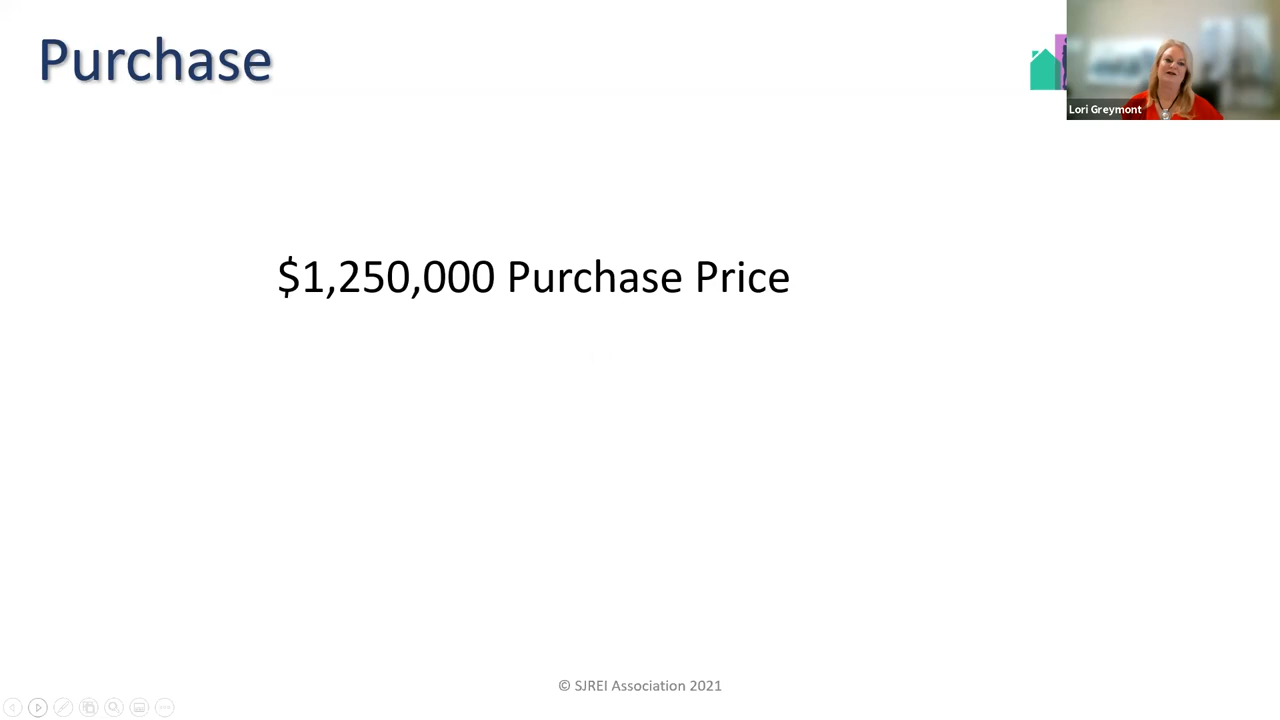 Purchase
Lori Greymont
$1,250,000 Purchase Price
© SJREI Association 2021